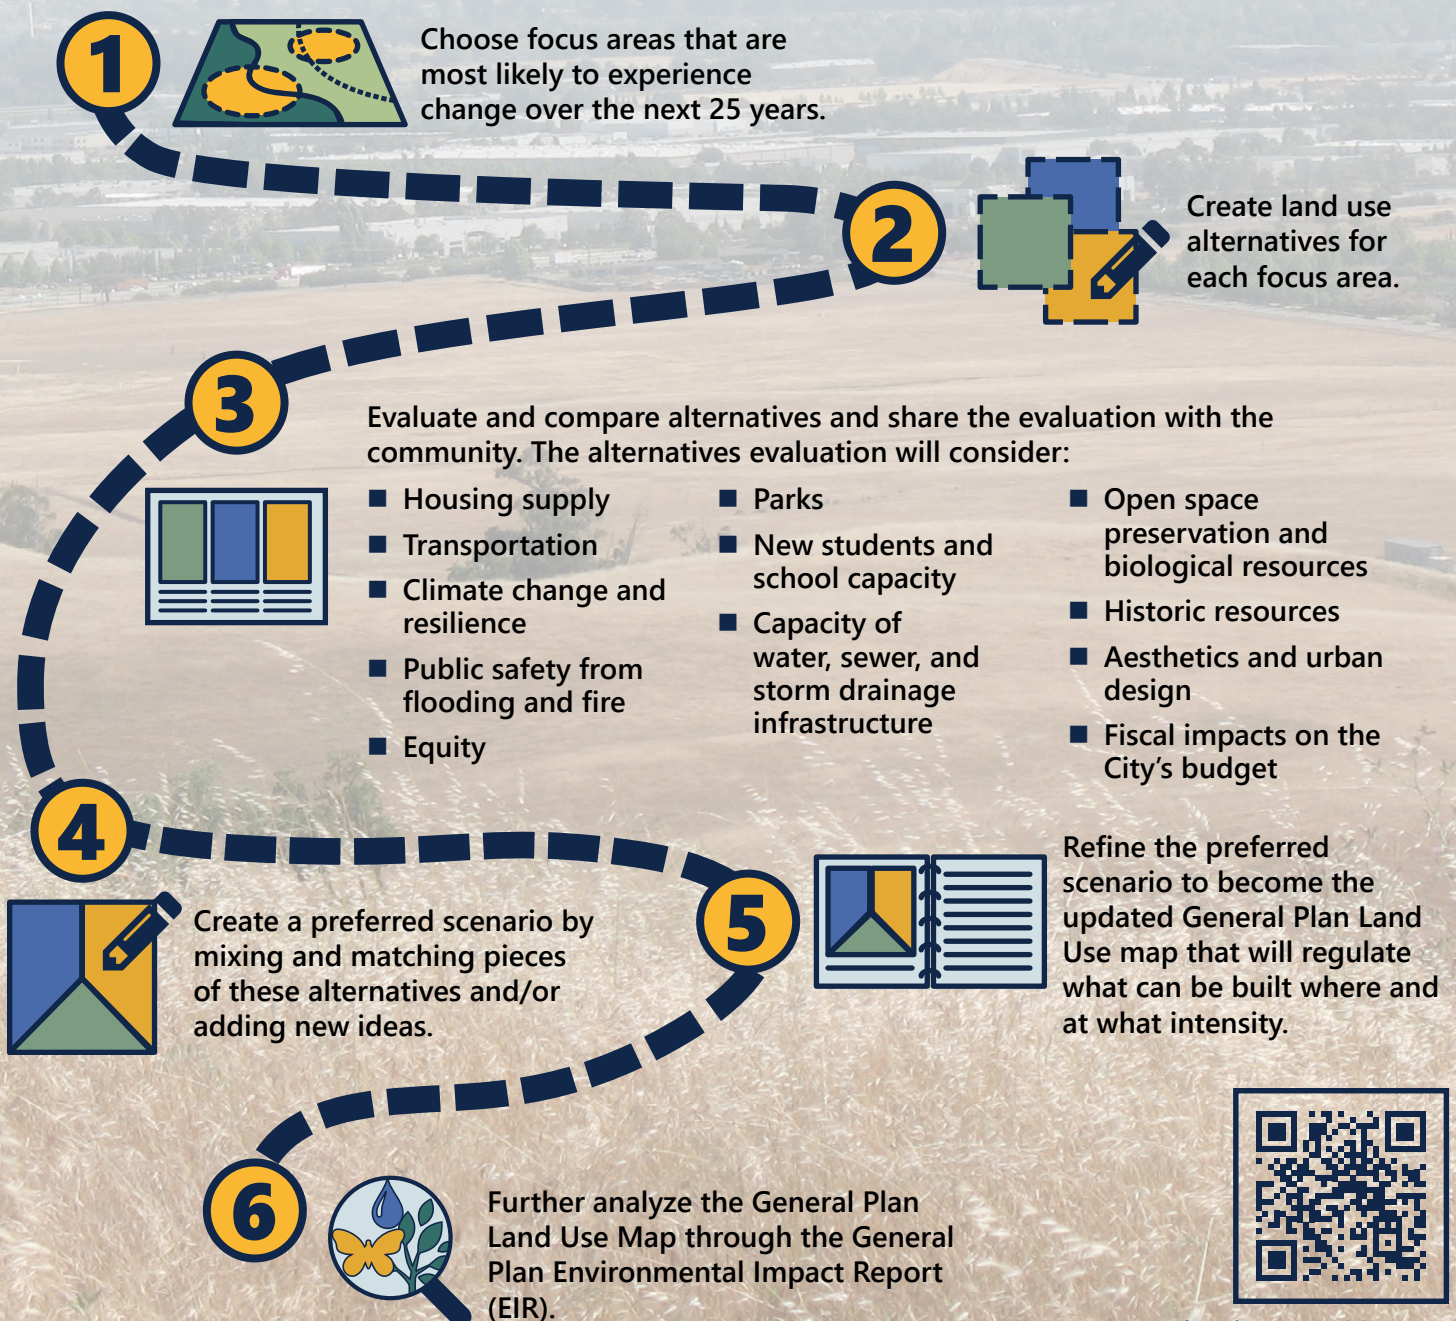 1
Choose focus areas that are
most likely to experience
change over the next 25 years.
2
Create land use
alternatives for
each focus area.
3
Evaluate and compare alternatives and share the evaluation with the
community. The alternatives evaluation will consider:
■ Housing supply
■ Transportation
■ Climate change and
resilience
■ Public safety from
flooding and fire
■ Equity
■ Parks
■ New students and
school capacity
■ Capacity of
water, sewer, and
storm drainage
infrastructure
■ Open space
preservation and
biological resources
■ Historic resources
■ Aesthetics and urban
design
■ Fiscal impacts on the
City’s budget
4
Create a preferred scenario by
mixing and matching pieces
of these alternatives and/or
adding new ideas.
5
Refine the preferred
scenario to become the
updated General Plan Land
Use map that will regulate
what can be built where and
at what intensity.
6
Further analyze the General Plan
Land Use Map through the General
Plan Environmental Impact Report
(EIR).